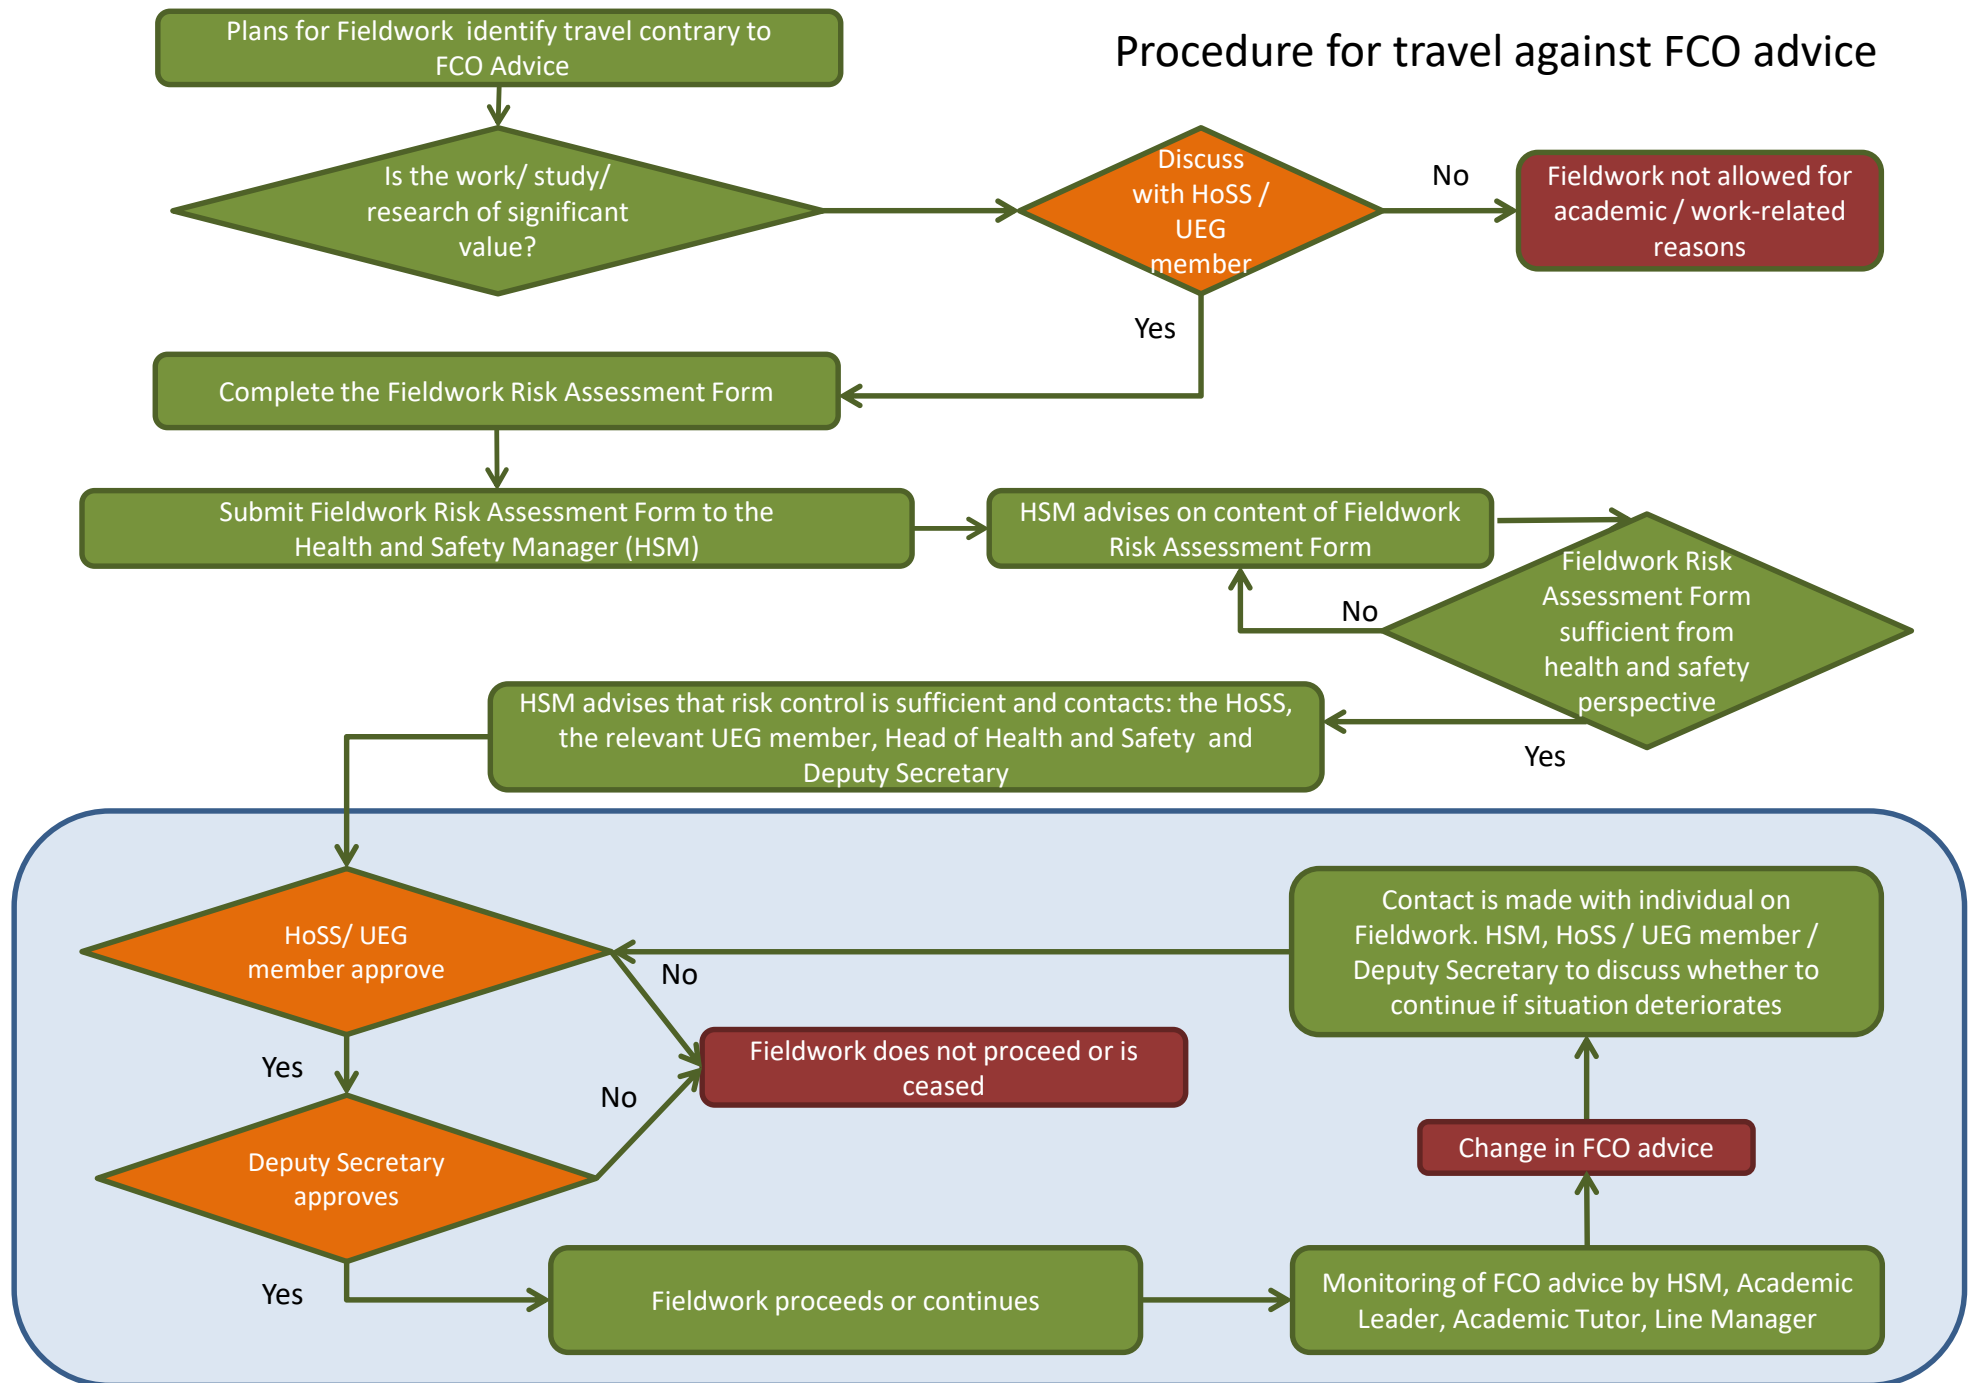 Plans for Fieldwork identify travel contrary to
FCO Advice
Procedure for travel against FCO advice
Is the work/ study/
research of significant
value?
Discuss
with HoSS /
UEG
member
No
Fieldwork not allowed for
academic / work-related
reasons
Yes
Complete the Fieldwork Risk Assessment Form
Submit Fieldwork Risk Assessment Form to the
Health and Safety Manager (HSM)
HSM advises on content of Fieldwork
Risk Assessment Form
Fieldwork Risk
Assessment Form
sufficient from
health and safety
perspective
No
Yes
HSM advises that risk control is sufficient and contacts: the HoSS,
the relevant UEG member, Head of Health and Safety and
Deputy Secretary
HoSS/ UEG
member approve
No
Yes
Fieldwork does not proceed or is
ceased
Contact is made with individual on
Fieldwork. HSM, HoSS / UEG member /
Deputy Secretary to discuss whether to
continue if situation deteriorates
No
Deputy Secretary
approves
Change in FCO advice
Yes
Fieldwork proceeds or continues
Monitoring of FCO advice by HSM, Academic
Leader, Academic Tutor, Line Manager